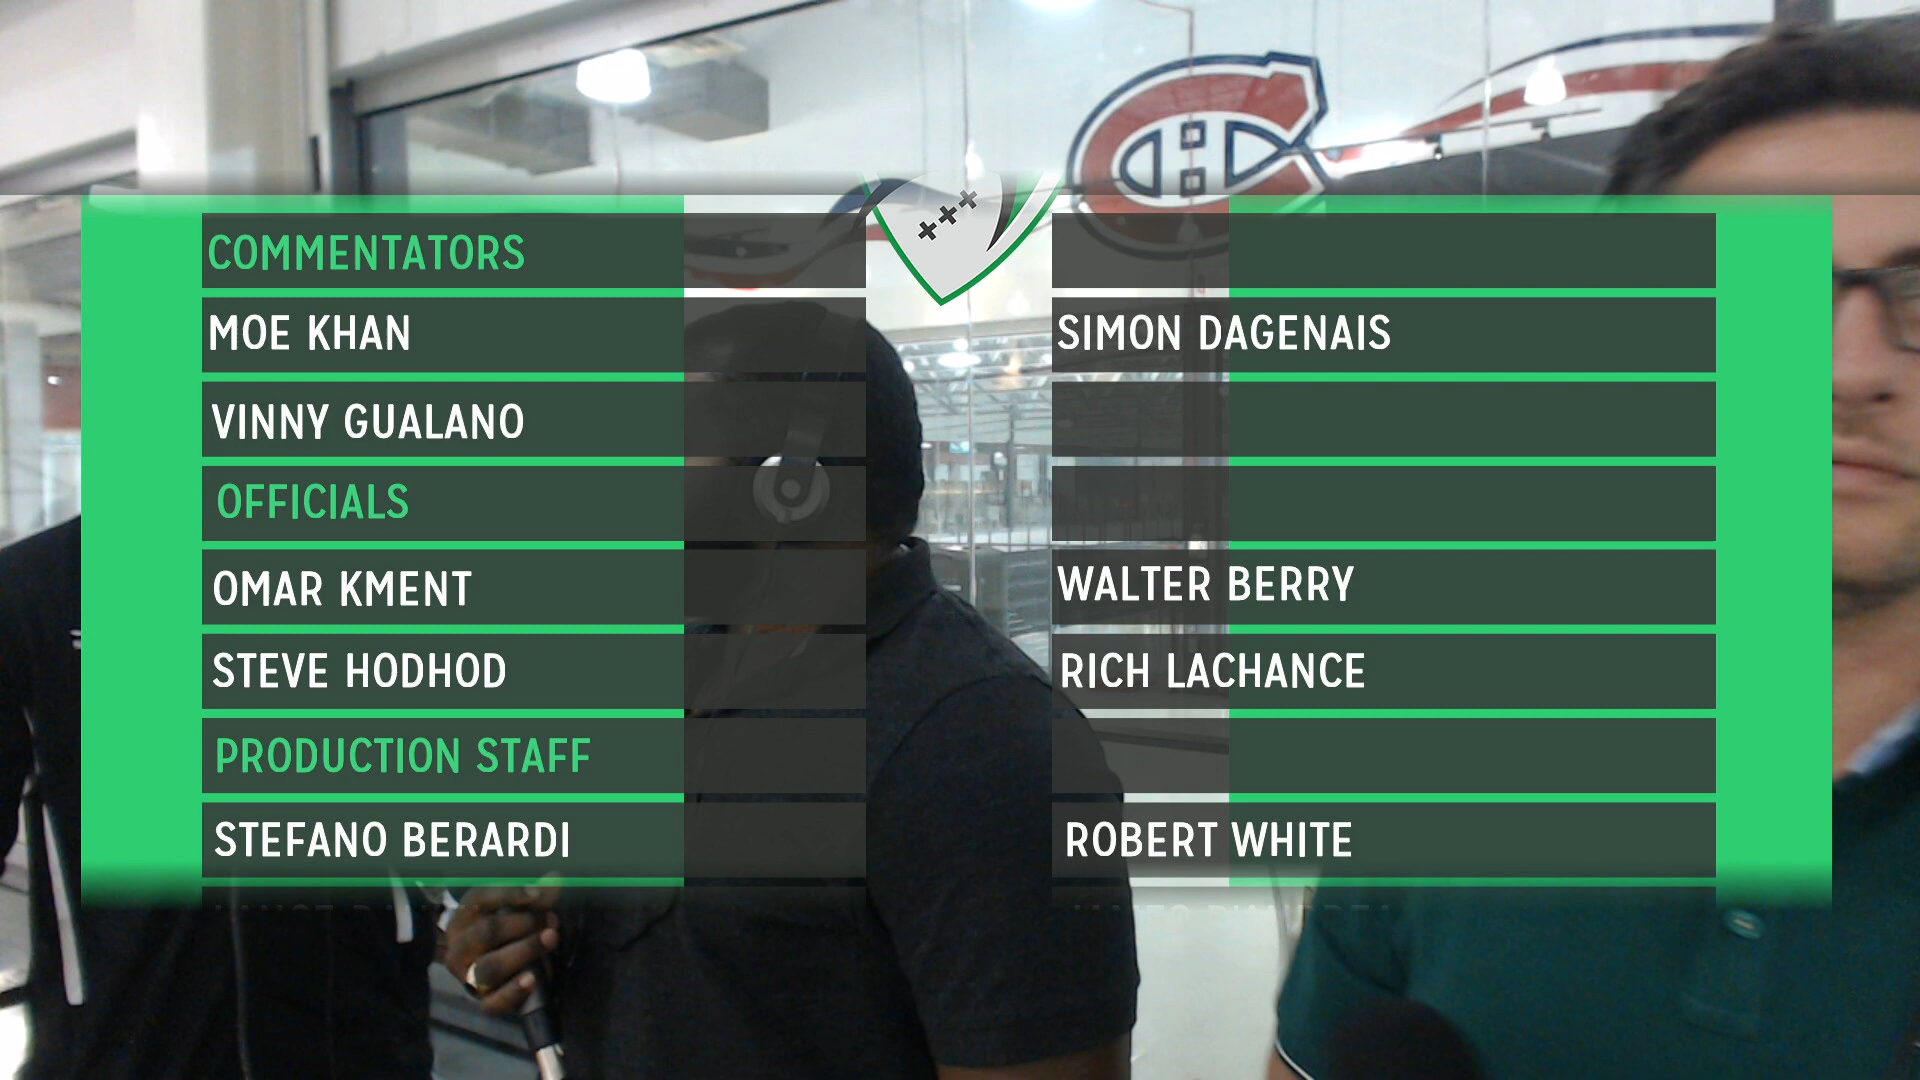 COMMENTATORS
MOE KHAN SIMON DAGENAIS
VINNY GUALANO
OFFICIALS
OMAR KMENT WALTER BERRY
STEVE HODHOD RICH LACHANCE
PRODUCTION STAFF
STEFANO BERARDI ROBERT WHITE